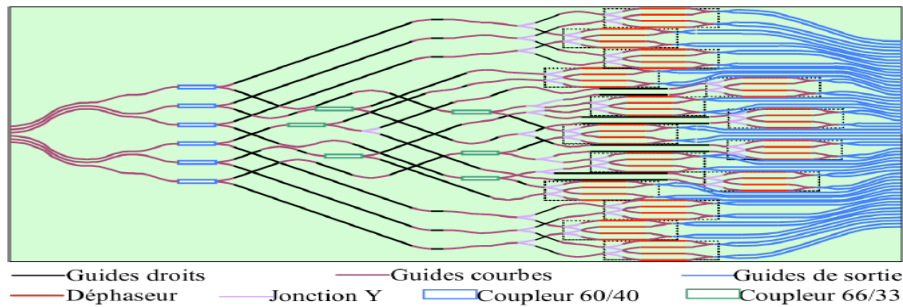 Guides droits Guides courbes Guides de sortie
Déphaseur Jonction Y Coupleur 60/40 Coupleur 66/33